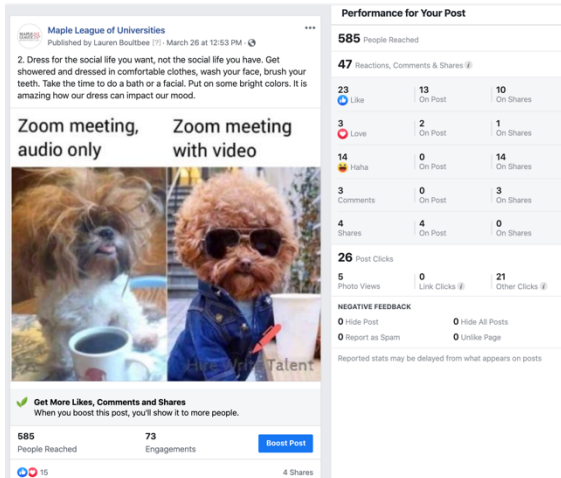 Maple League of Universities
Published by Lauren Boultbee [?] · March 26 at 12:53 PM ·
2. Dress for the social life you want, not the social life you have. Get
showered and dressed in comfortable clothes, wash your face, brush your
teeth. Take the time to do a bath or a facial. Put on some bright colors. It is
amazing how our dress can impact our mood.
Zoom meeting, audio only
Zoom meeting with video
Hire Write Talent
Get More Likes, Comments and Shares
When you boost this post, you'll show it to more people.
585 People Reached
73 Engagements
Boost Post
15
4 Shares
Performance for Your Post
585 People Reached
47 Reactions, Comments & Shares
23 Like
13 On Post
10 On Shares
3 Love
2 On Post
1 On Shares
14 Haha
0 On Post
14 On Shares
3 Comments
0 On Post
3 On Shares
4 Shares
4 On Post
0 On Shares
26 Post Clicks
5 Photo Views
0 Link Clicks
21 Other Clicks
NEGATIVE FEEDBACK
0 Hide Post
0 Hide All Posts
0 Report as Spam
0 Unlike Page
Reported stats may be delayed from what appears on posts